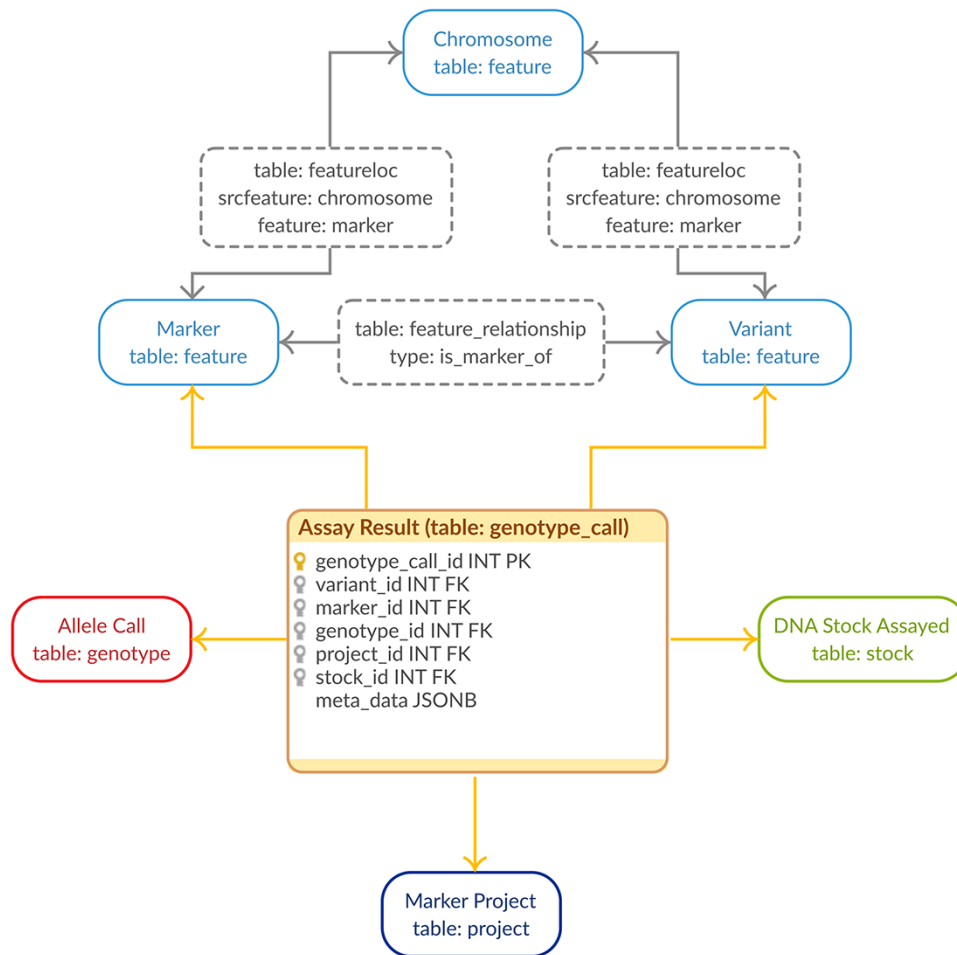 Chromosome
table: feature
table: featureloc
srcfeature: chromosome
feature: marker
table: featureloc
srcfeature: chromosome
feature: marker
Marker
table: feature
table: feature_relationship
type: is_marker_of
Variant
table: feature
Assay Result (table: genotype_call)
genotype_call_id INT PK
variant_id INT FK
marker_id INT FK
genotype_id INT FK
project_id INT FK
stock_id INT FK
meta_data JSONB
Allele Call
table: genotype
DNA Stock Assayed
table: stock
Marker Project
table: project